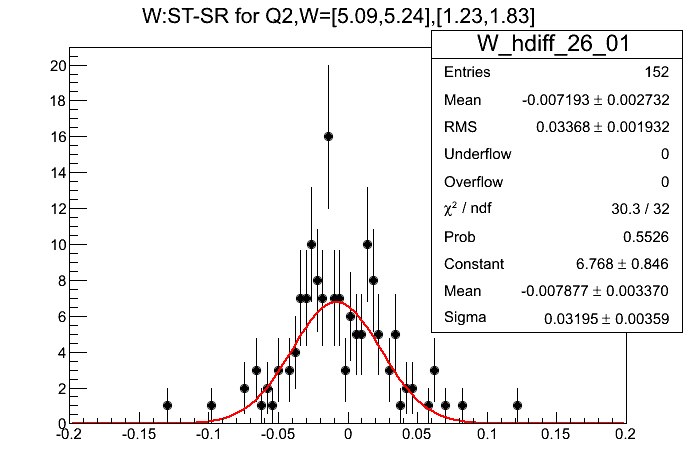 W:ST-SR for Q2,W=[5.09,5.24],[1.23,1.83]
W_hdiff_26_01
Entries 152
Mean -0.007193 ± 0.002732
RMS 0.03368 ± 0.001932
Underflow 0
Overflow 0
χ² / ndf 30.3 / 32
Prob 0.5526
Constant 6.768 ± 0.846
Mean -0.007877 ± 0.003370
Sigma 0.03195 ± 0.00359
20
18
16
14
12
10
8
6
4
2
0
-0.2 -0.15 -0.1 -0.05 0 0.05 0.1 0.15 0.2